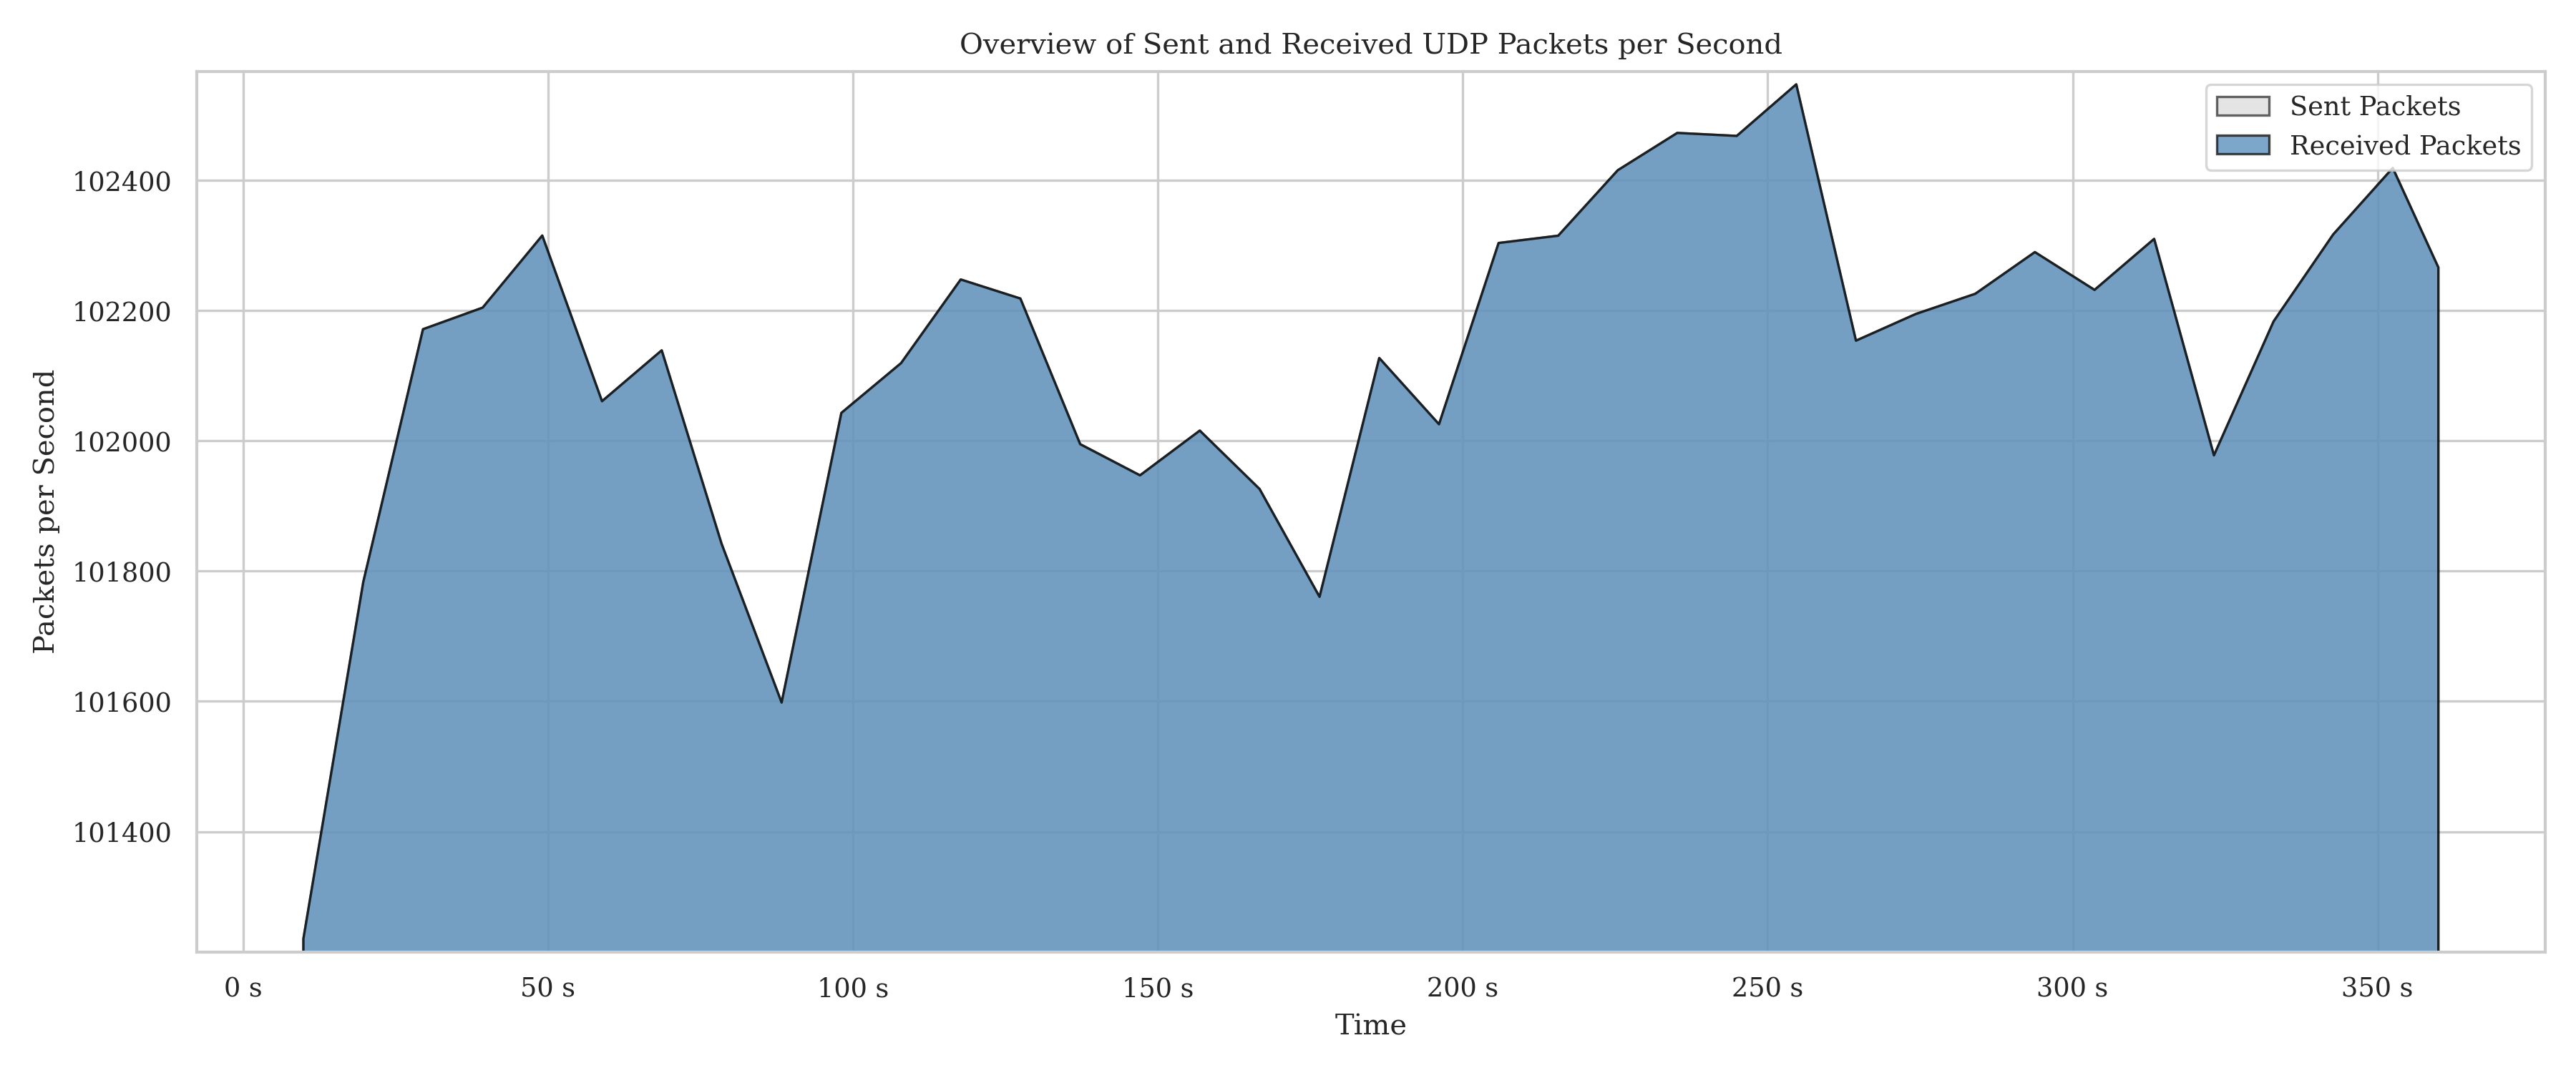 Overview of Sent and Received UDP Packets per Second
Sent Packets
Received Packets
Packets per Second
102400
102200
102000
101800
101600
101400
0 s
50 s
100 s
150 s
200 s
250 s
300 s
350 s
Time